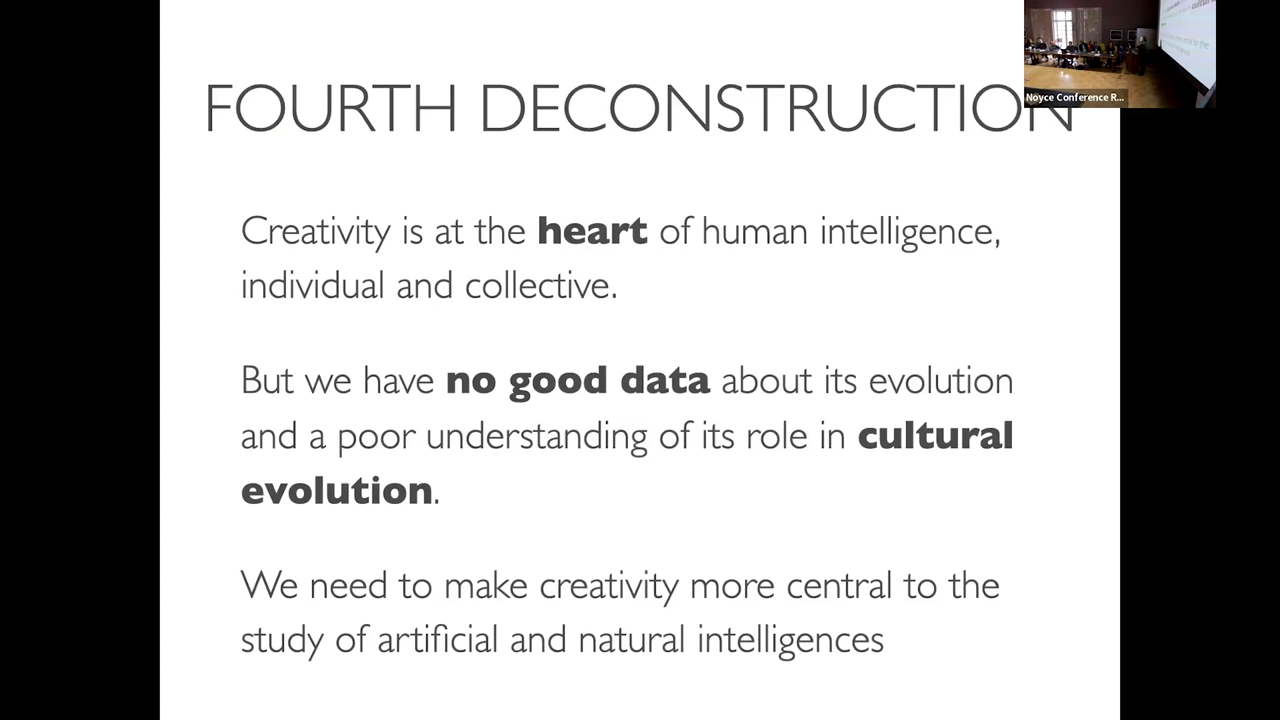 FOURTH DECONSTRUCTION
Noyce Conference R...
Creativity is at the heart of human intelligence,
individual and collective.
But we have no good data about its evolution
and a poor understanding of its role in cultural
evolution.
We need to make creativity more central to the
study of artificial and natural intelligences